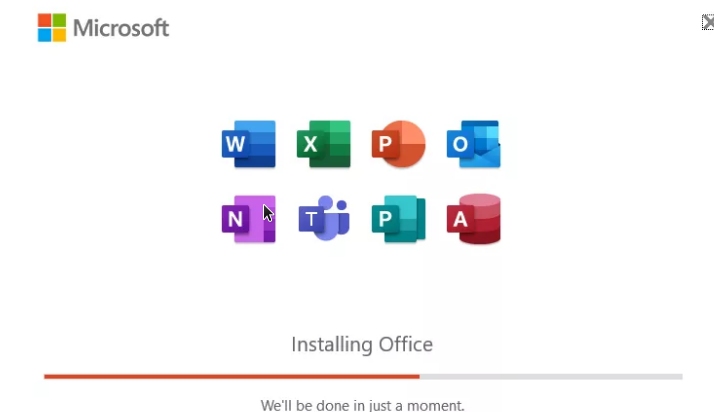 Microsoft
W X P O
N T P A
Installing Office
We'll be done in just a moment.